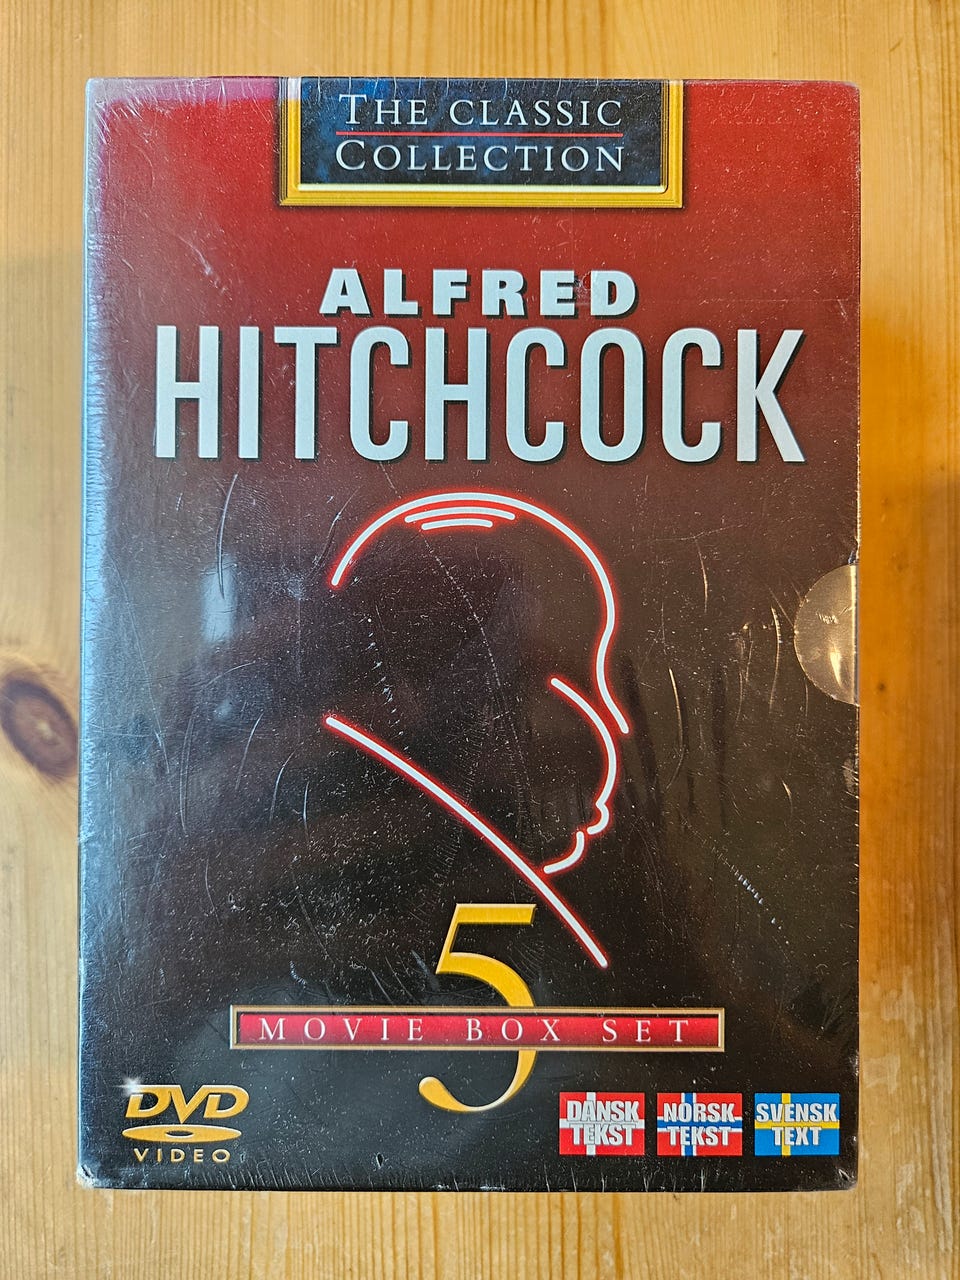 THE CLASSIC
COLLECTION
ALFRED
HITCHCOCK
5
MOVIE BOX SET
DVD
VIDEO
DANSK
TEKST
NORSK
TEKST
SVENSK
TEXT